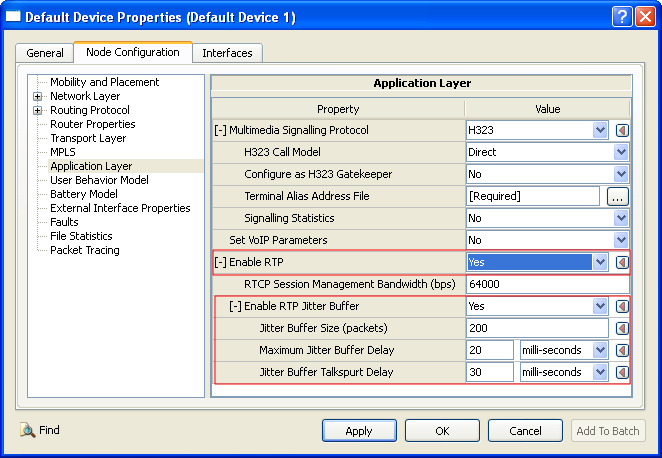 Default Device Properties (Default Device 1)
General
Node Configuration
Interfaces
Mobility and Placement
Network Layer
Routing Protocol
Router Properties
Transport Layer
MPLS
Application Layer
User Behavior Model
Battery Model
External Interface Properties
Faults
File Statistics
Packet Tracing
Application Layer
Property Value
[-] Multimedia Signalling Protocol H323
H323 Call Model Direct
Configure as H323 Gatekeeper No
Terminal Alias Address File [Required] ...
Signalling Statistics No
Set VoIP Parameters No
[-] Enable RTP Yes
RTCP Session Management Bandwidth (bps) 64000
[-] Enable RTP Jitter Buffer Yes
Jitter Buffer Size (packets) 200
Maximum Jitter Buffer Delay 20 milli-seconds
Jitter Buffer Talkspurt Delay 30 milli-seconds
Find
Apply
OK
Cancel
Add To Batch